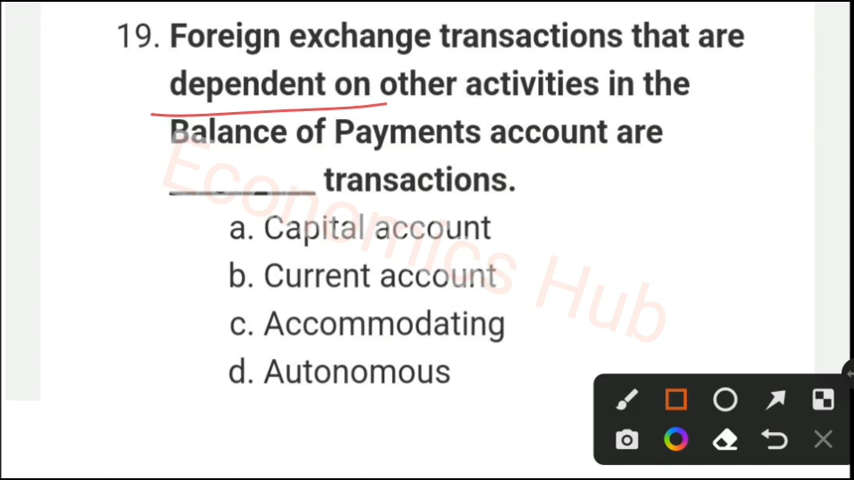 19. Foreign exchange transactions that are
dependent on other activities in the
Balance of Payments account are
_________ transactions.
a. Capital account
b. Current account
c. Accommodating
d. Autonomous
Economics Hub